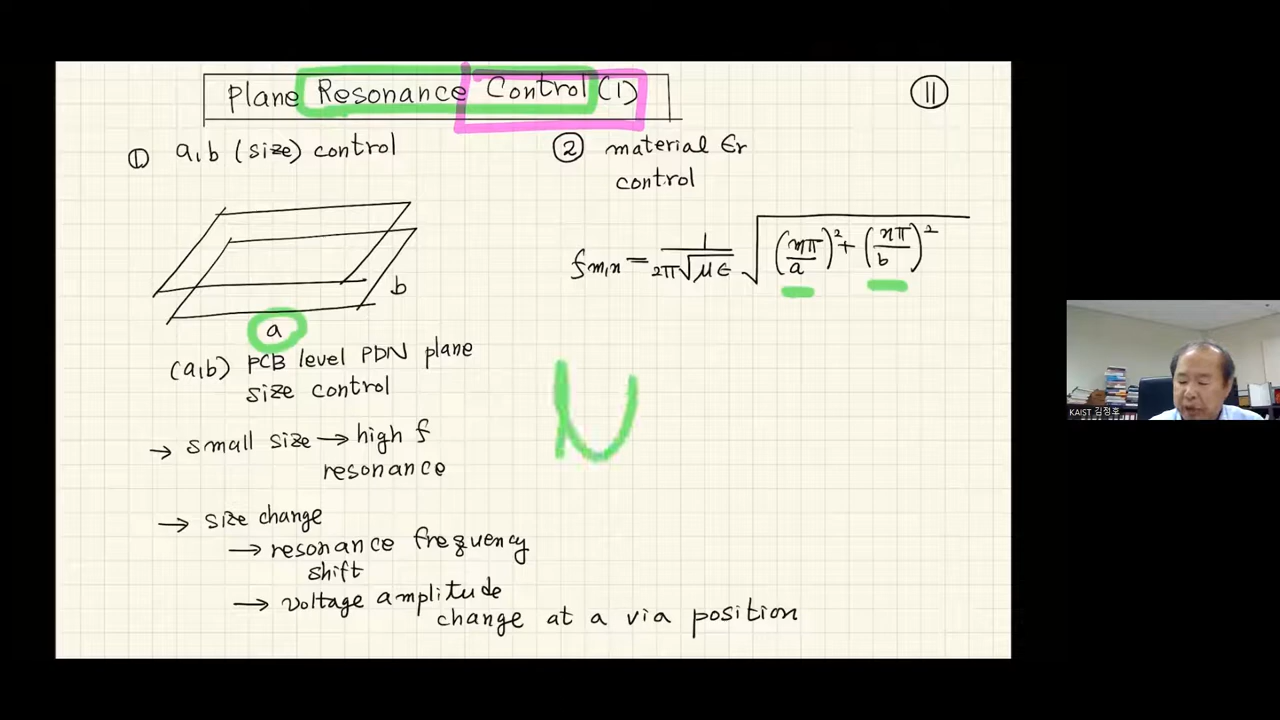 Plane Resonance Control (1)
11
① a,b (size) control
b
a
(a,b) PCB level PDN plane
size control
→ small size → high f
resonance
→ size change
→ resonance frequency
shift
→ voltage amplitude
change at a via position
② material Er
control
fm,n = 1/2π√με √(mπ/a)² + (nπ/b)²
KAIST 김정호